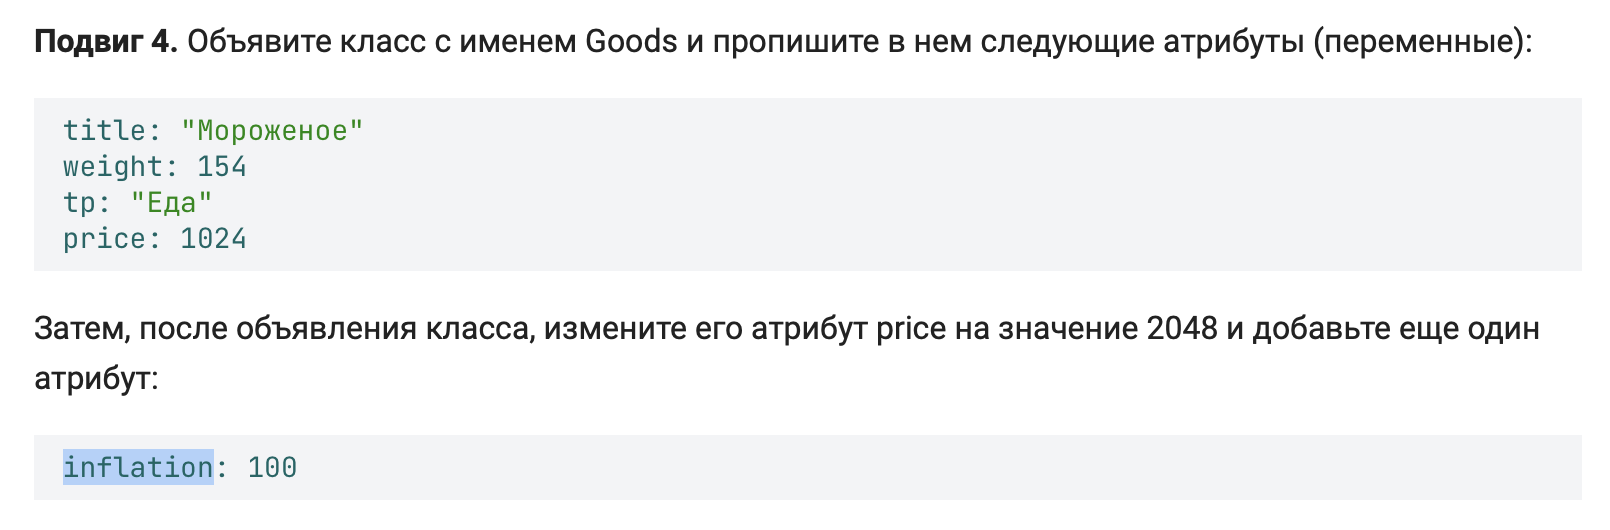 Подвиг 4. Объявите класс с именем Goods и пропишите в нем следующие атрибуты (переменные):
title: "Мороженое"
weight: 154
tp: "Еда"
price: 1024
Затем, после объявления класса, измените его атрибут price на значение 2048 и добавьте еще один
атрибут:
inflation: 100